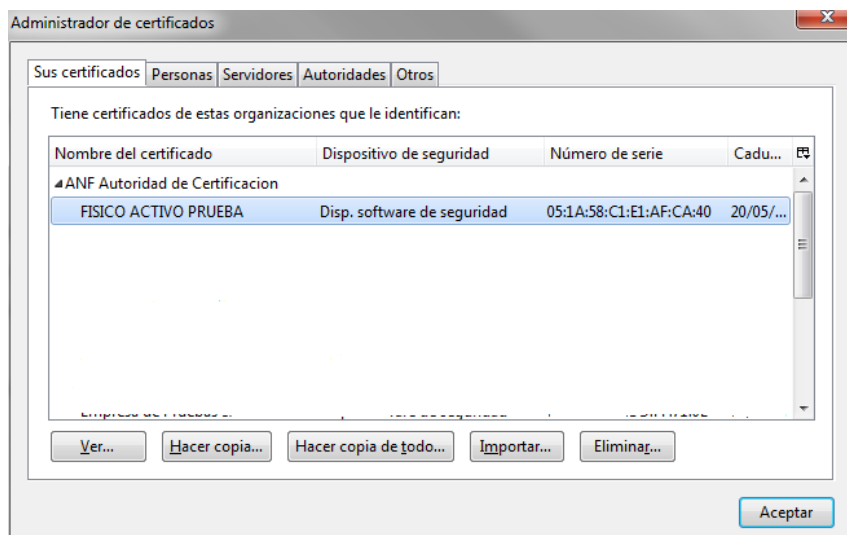 Administrador de certificados
Sus certificados Personas Servidores Autoridades Otros
Tiene certificados de estas organizaciones que le identifican:
Nombre del certificado Dispositivo de seguridad Número de serie Cadu...
ANF Autoridad de Certificacion
FISICO ACTIVO PRUEBA Disp. software de seguridad 05:1A:58:C1:E1:AF:CA:40 20/05/...
Ver... Hacer copia... Hacer copia de todo... Importar... Eliminar...
Aceptar